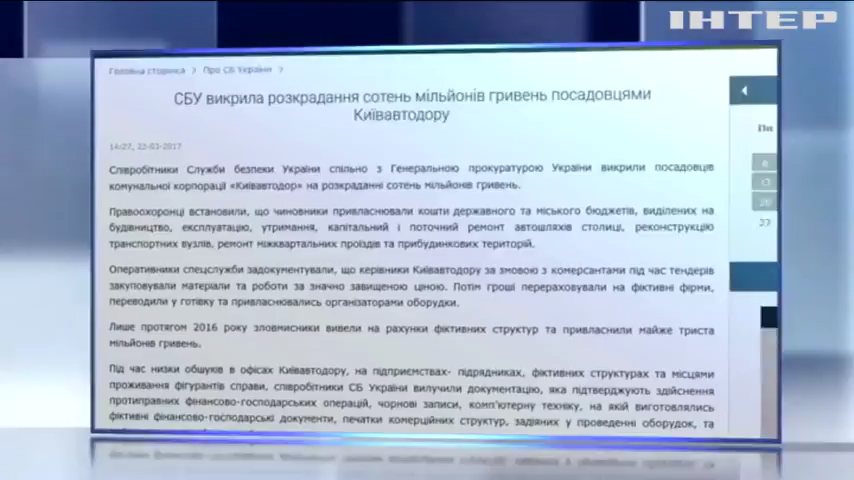 ІНТЕР
Головна сторінка > Про СБ України >
СБУ викрила розкрадання сотень мільйонів гривень посадовцями
Київавтодору
14:27, 22-03-2017
Співробітники Служби безпеки України спільно з Генеральною прокуратурою України викрили посадовців
комунальної корпорації «Київавтодор» на розкраданні сотень мільйонів гривень.
Правоохоронці встановили, що чиновники привласнювали кошти державного та міського бюджетів, виділених на
будівництво, експлуатацію, утримання, капітальний і поточний ремонт автошляхів столиці, реконструкцію
транспортних вузлів, ремонт міжквартальних проїздів та прибудинкових територій.
Оперативники спецслужби задокументували, що керівники Київавтодору за змовою з комерсантами під час тендерів
закуповували матеріали та роботи за значно завищеною ціною. Потім гроші перераховували на фіктивні фірми,
переводили у готівку та привласнювались організаторами оборудки.
Лише протягом 2016 року зловмисники вивели на рахунки фіктивних структур та привласнили майже триста
мільйонів гривень.
Під час низки обшуків в офісах Київавтодору, на підприємствах- підрядниках, фіктивних структурах та місцями
проживання фігурантів справи, співробітники СБ України вилучили документацію, яка підтверджують здійснення
протиправних фінансово-господарських операцій, чорнові записи, комп'ютерну техніку, на якій виготовлялись
фіктивні фінансово-господарські документи, печатки комерційних структур, задіяних у проведенні оборудок, та
Пн
6
13
20
27